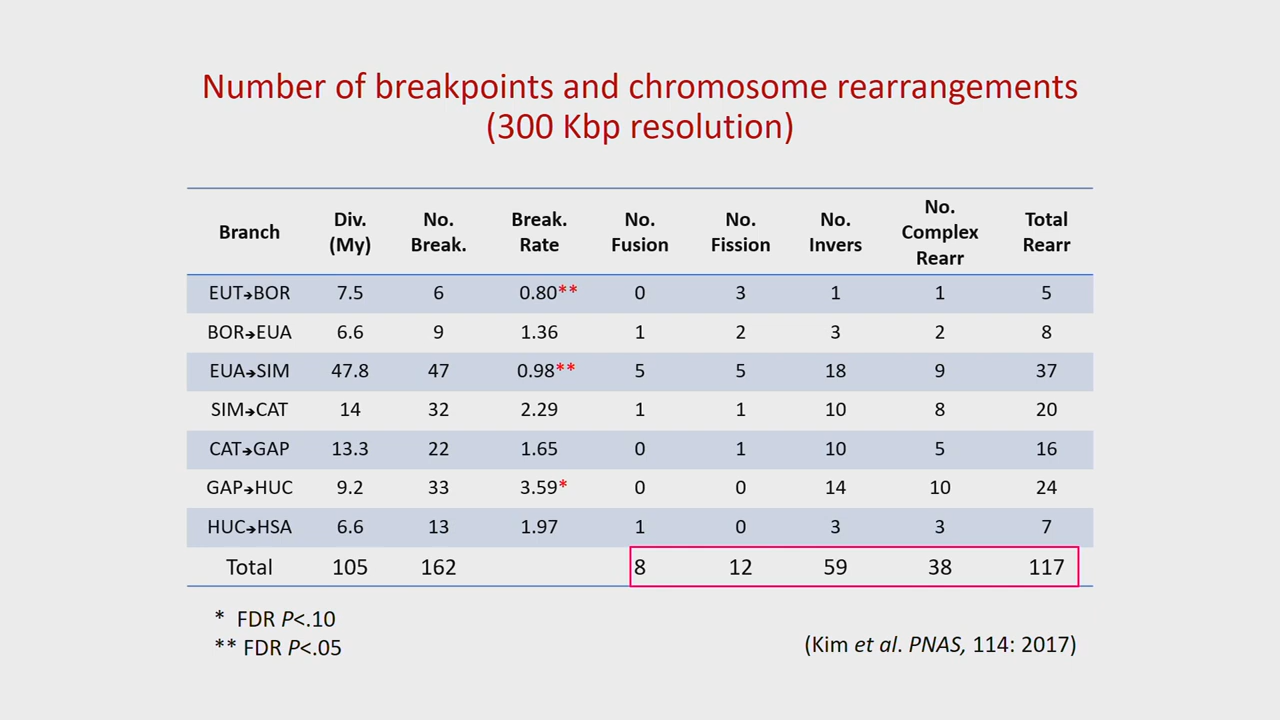 Number of breakpoints and chromosome rearrangements
(300 Kbp resolution)
Branch Div. (My) No. Break. Break. Rate No. Fusion No. Fission No. Invers No. Complex Rearr Total Rearr
EUT→BOR 7.5 6 0.80** 0 3 1 1 5
BOR→EUA 6.6 9 1.36 1 2 3 2 8
EUA→SIM 47.8 47 0.98** 5 5 18 9 37
SIM→CAT 14 32 2.29 1 1 10 8 20
CAT→GAP 13.3 22 1.65 0 1 10 5 16
GAP→HUC 9.2 33 3.59* 0 0 14 10 24
HUC→HSA 6.6 13 1.97 1 0 3 3 7
Total 105 162 8 12 59 38 117
* FDR P<.10
** FDR P<.05
(Kim et al. PNAS, 114: 2017)